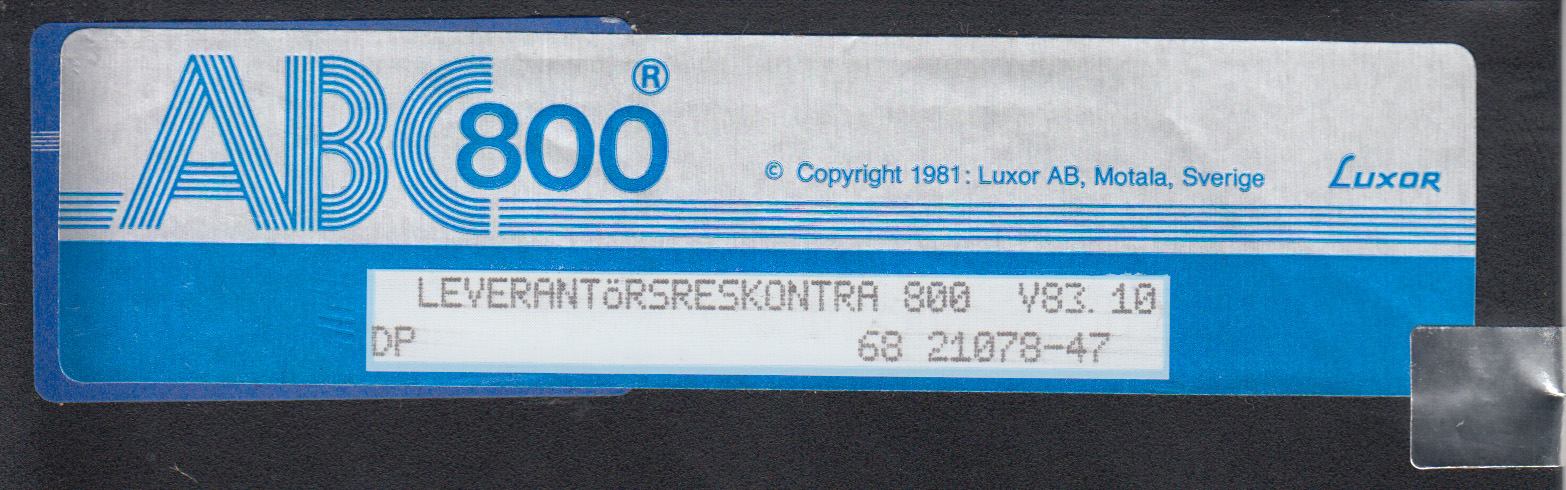 ABC800®
© Copyright 1981: Luxor AB, Motala, Sverige
LUXOR
LEVERANTöRSRESKONTRA 800 V83.10
DP 68 21078-47